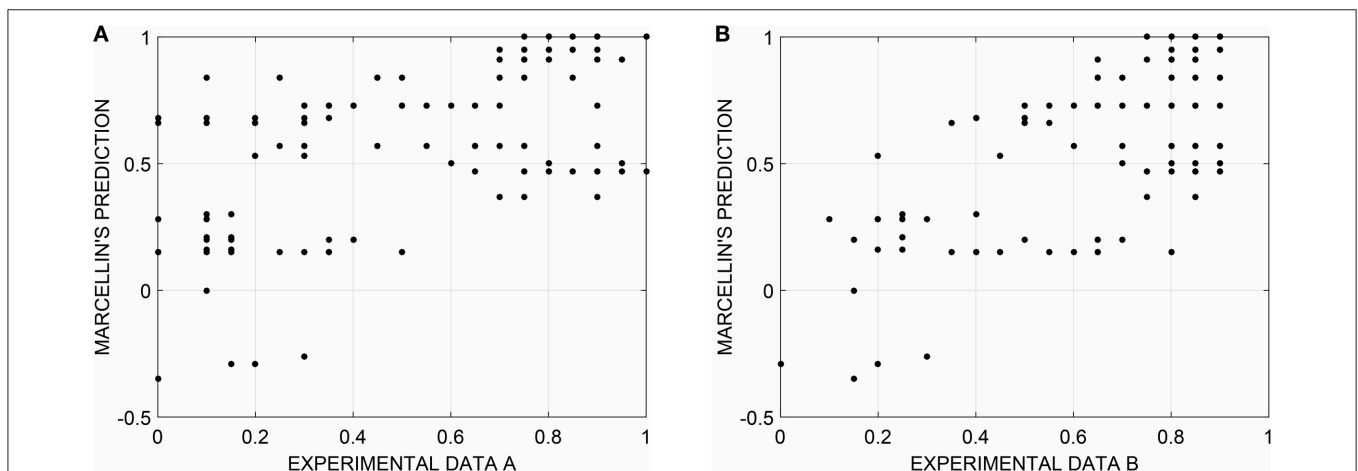 A
1
0.5
0
-0.5
MARCELLIN'S PREDICTION
0 0.2 0.4 0.6 0.8 1
EXPERIMENTAL DATA A
B
1
0.5
0
-0.5
MARCELLIN'S PREDICTION
0 0.2 0.4 0.6 0.8 1
EXPERIMENTAL DATA B